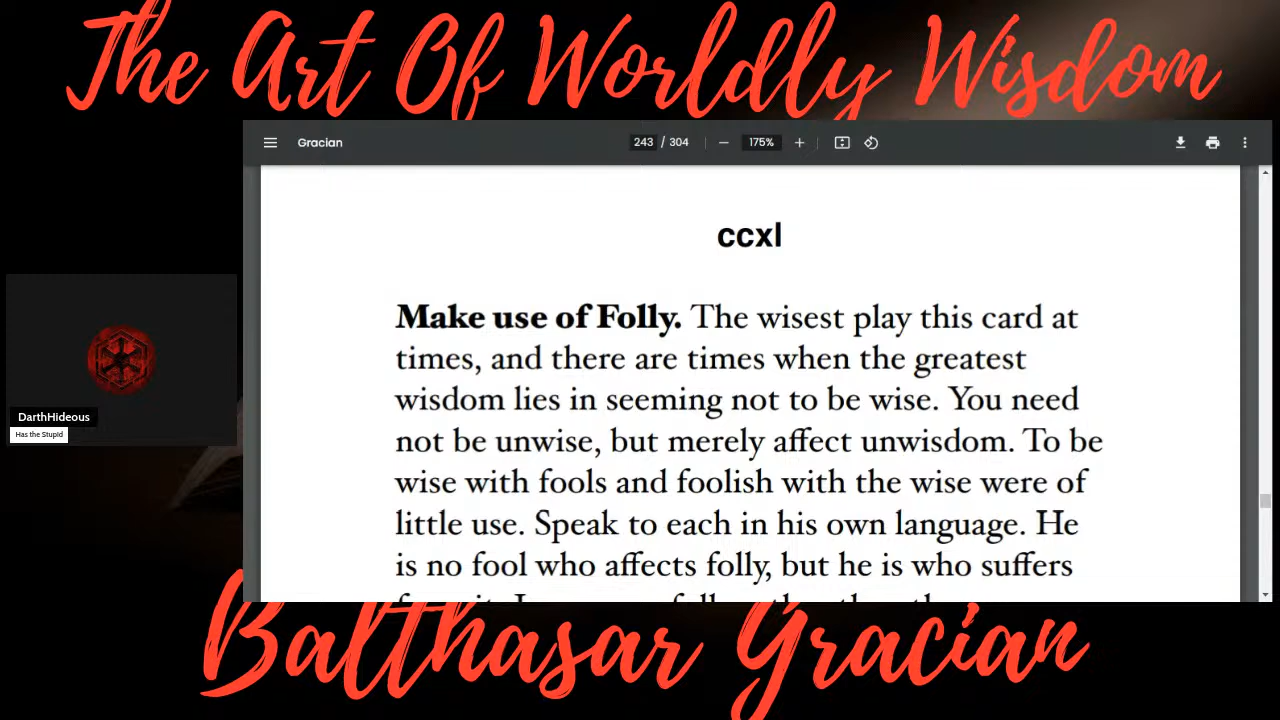 The Art Of Worldly Wisdom
Gracian
243 / 304
175%
ccxl
Make use of Folly. The wisest play this card at
times, and there are times when the greatest
wisdom lies in seeming not to be wise. You need
not be unwise, but merely affect unwisdom. To be
wise with fools and foolish with the wise were of
little use. Speak to each in his own language. He
is no fool who affects folly, but he is who suffers
DarthHideous
Has the Stupid
Balthasar Gracian